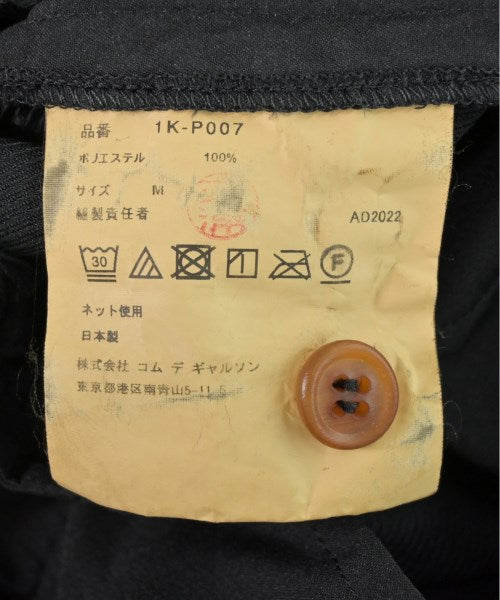 品番 1K-P007
ポリエステル 100%
サイズ M
縫製責任者 AD2022
30 F
ネット使用
日本製
株式会社 コム デ ギャルソン
東京都港区南青山5-11-5